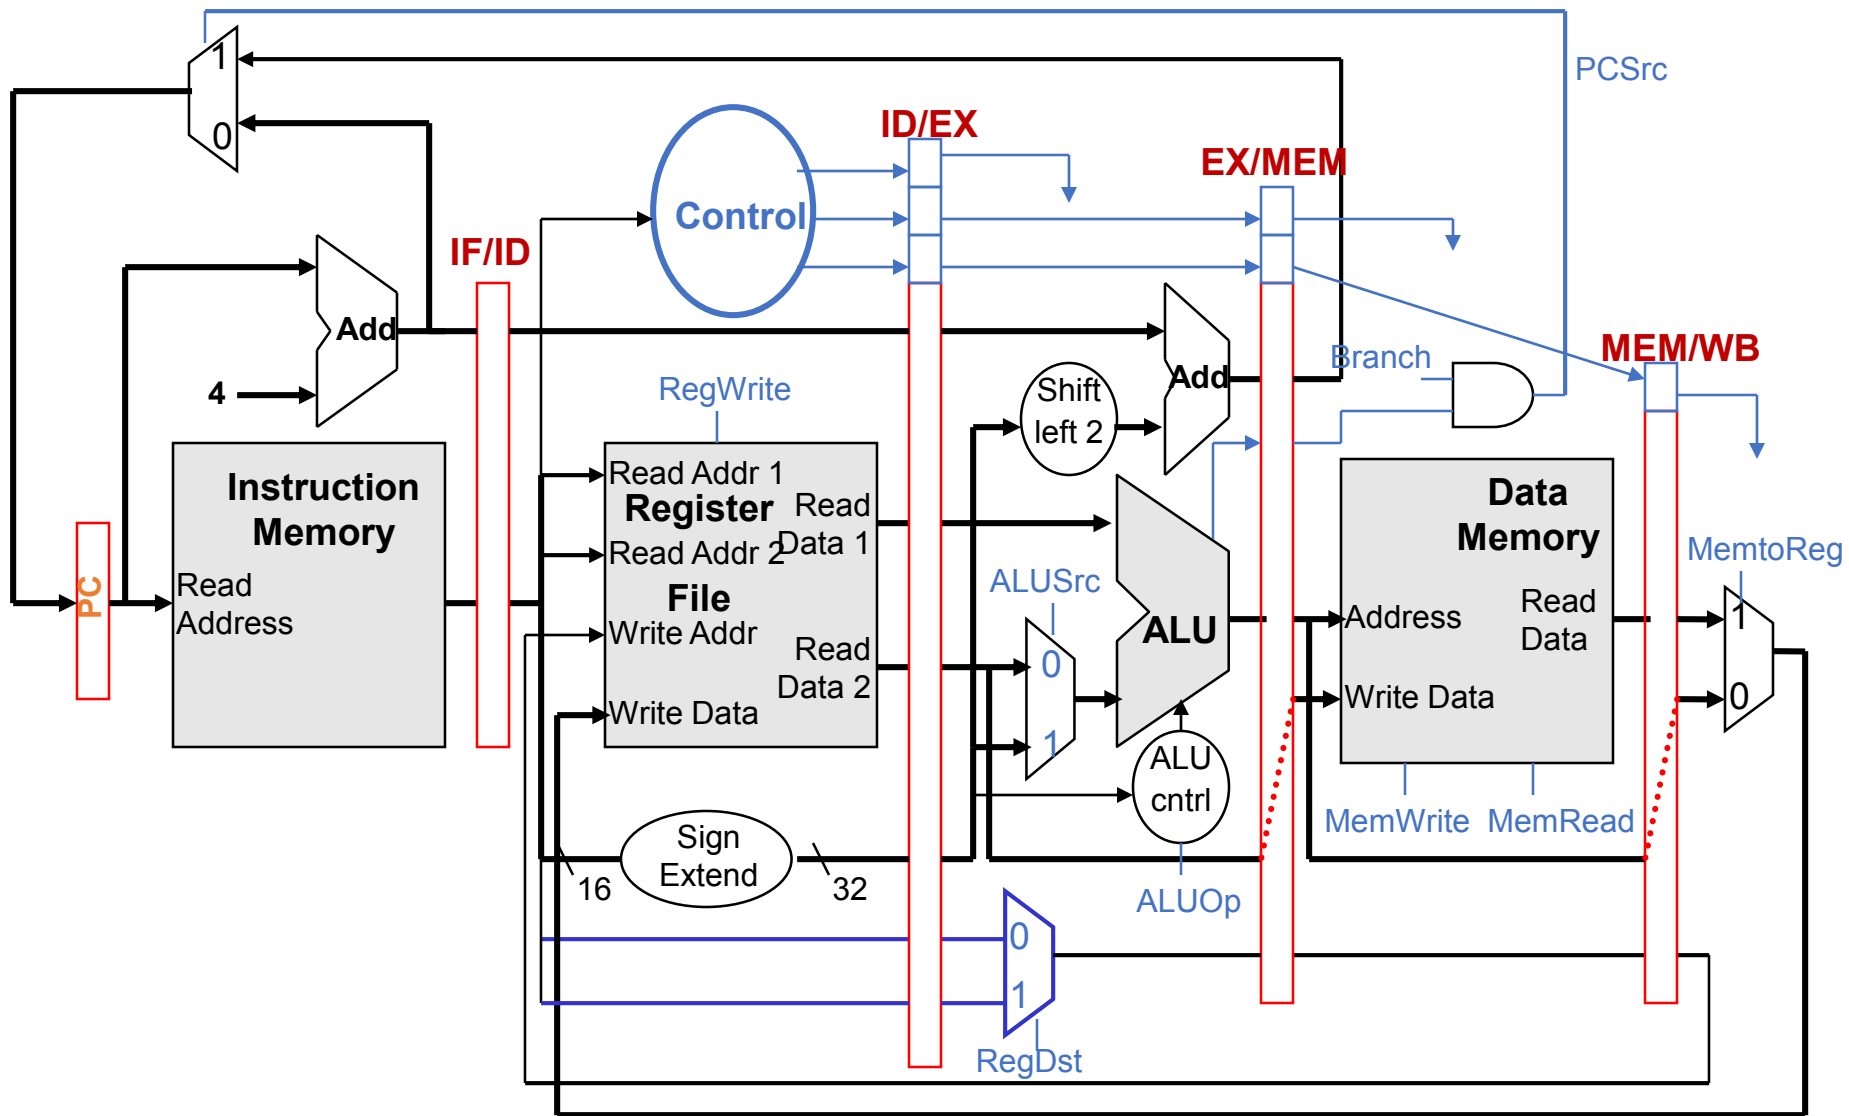 1
PCSrc
0
ID/EX
EX/MEM
Control
IF/ID
Add
4
MEM/WB
Branch
Add
Shift
left 2
RegWrite
Instruction
Memory
Read
Address
PC
Read Addr 1
Register
Read Addr 2
File
Write Addr
Write Data
Read
Data 1
Read
Data 2
ALUSrc
0
1
ALU
ALU
cntrl
ALUOp
Data
Memory
Address
Read
Data
Write Data
MemWrite
MemRead
MemtoReg
1
0
Sign
Extend
16
32
0
1
RegDst